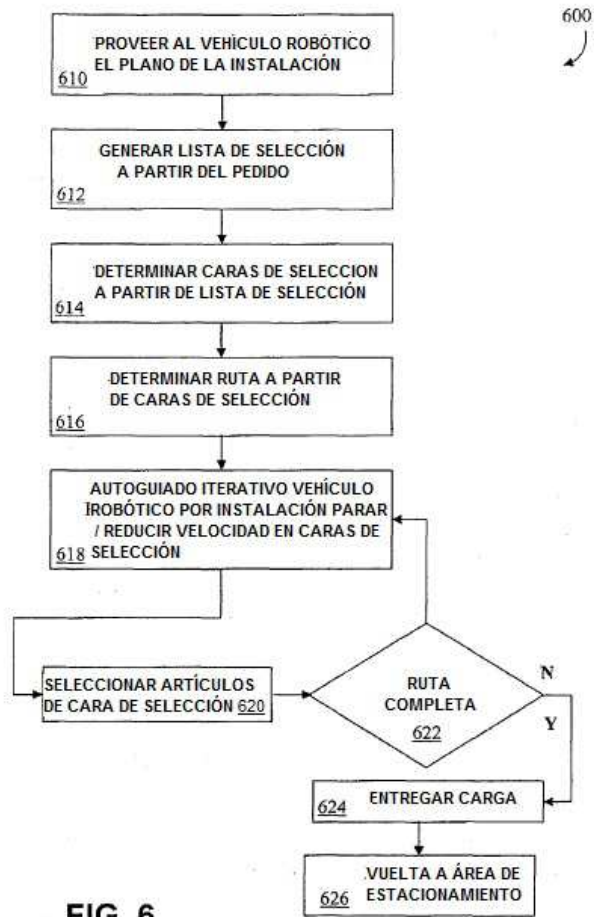 600
PROVEER AL VEHÍCULO ROBÓTICO
EL PLANO DE LA INSTALACIÓN
610
GENERAR LISTA DE SELECCIÓN
A PARTIR DEL PEDIDO
612
DETERMINAR CARAS DE SELECCION
A PARTIR DE LISTA DE SELECCIÓN
614
DETERMINAR RUTA A PARTIR
DE CARAS DE SELECCIÓN
616
AUTOGUIADO ITERATIVO VEHÍCULO
ROBÓTICO POR INSTALACIÓN PARAR
/ REDUCIR VELOCIDAD EN CARAS DE
618 SELECCIÓN
SELECCIONAR ARTÍCULOS
DE CARA DE SELECCIÓN 620
RUTA
COMPLETA
622
N
Y
624 ENTREGAR CARGA
VUELTA A ÁREA DE
626 ESTACIONAMIENTO
FIG. 6